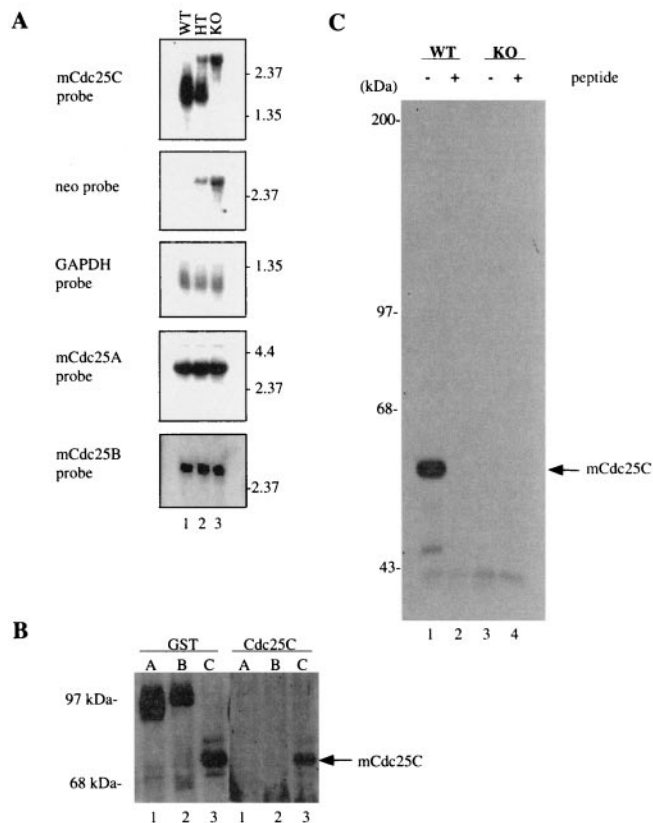 A
WT HT KO
mCdc25C
probe
2.37
1.35
neo probe
2.37
GAPDH
probe
1.35
mCdc25A
probe
4.4
2.37
mCdc25B
probe
2.37
1 2 3
B
GST Cdc25C
A B C A B C
97 kDa-
mCdc25C
68 kDa-
1 2 3 1 2 3
C
WT KO
(kDa) - + - + peptide
200-
97-
68-
mCdc25C
43-
1 2 3 4